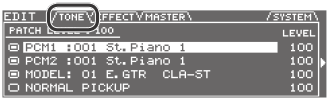 EDIT /TONE\/EFFECT\/MASTER\ /SYSTEM\
PATCH LEVEL :100 LEVEL
PCM1 :001 St.Piano 1 100
PCM2 :001 St.Piano 1 100
MODEL: 01 E.GTR CLA-ST 100
NORMAL PICKUP 100